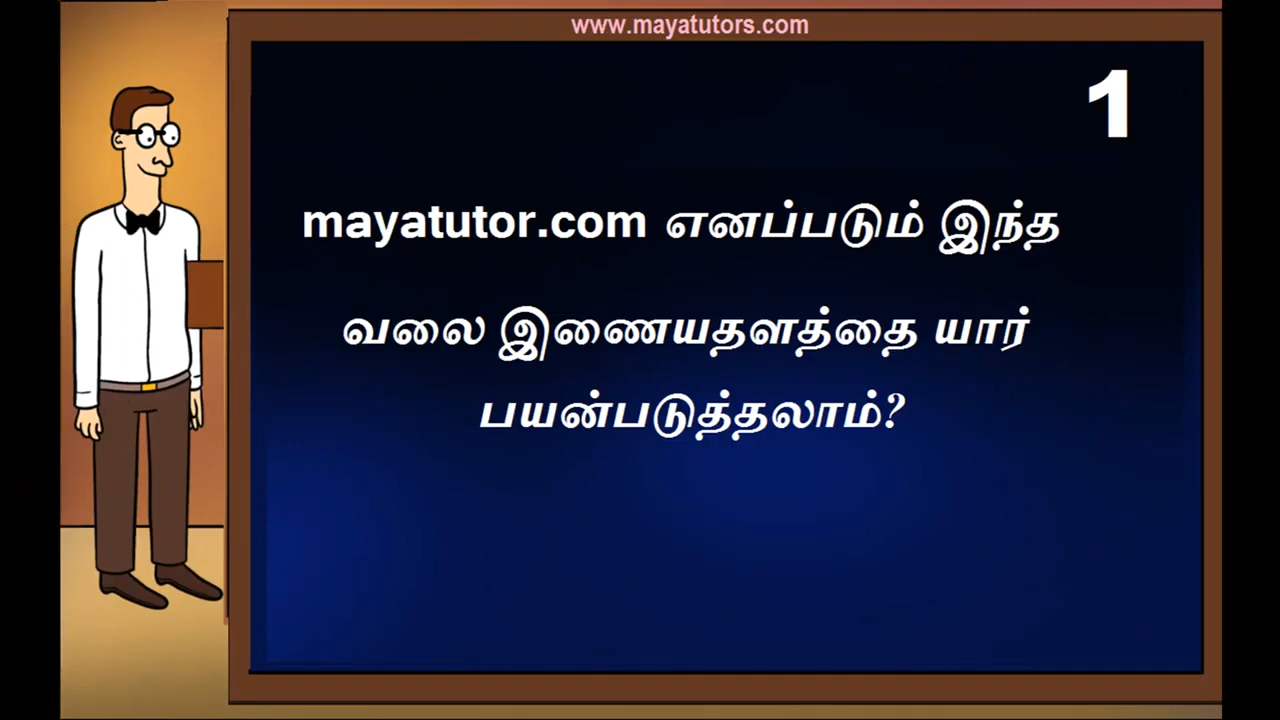 www.mayatutors.com
1
mayatutor.com எனப்படும் இந்த
வலை இணையதளத்தை யார்
பயன்படுத்தலாம்?